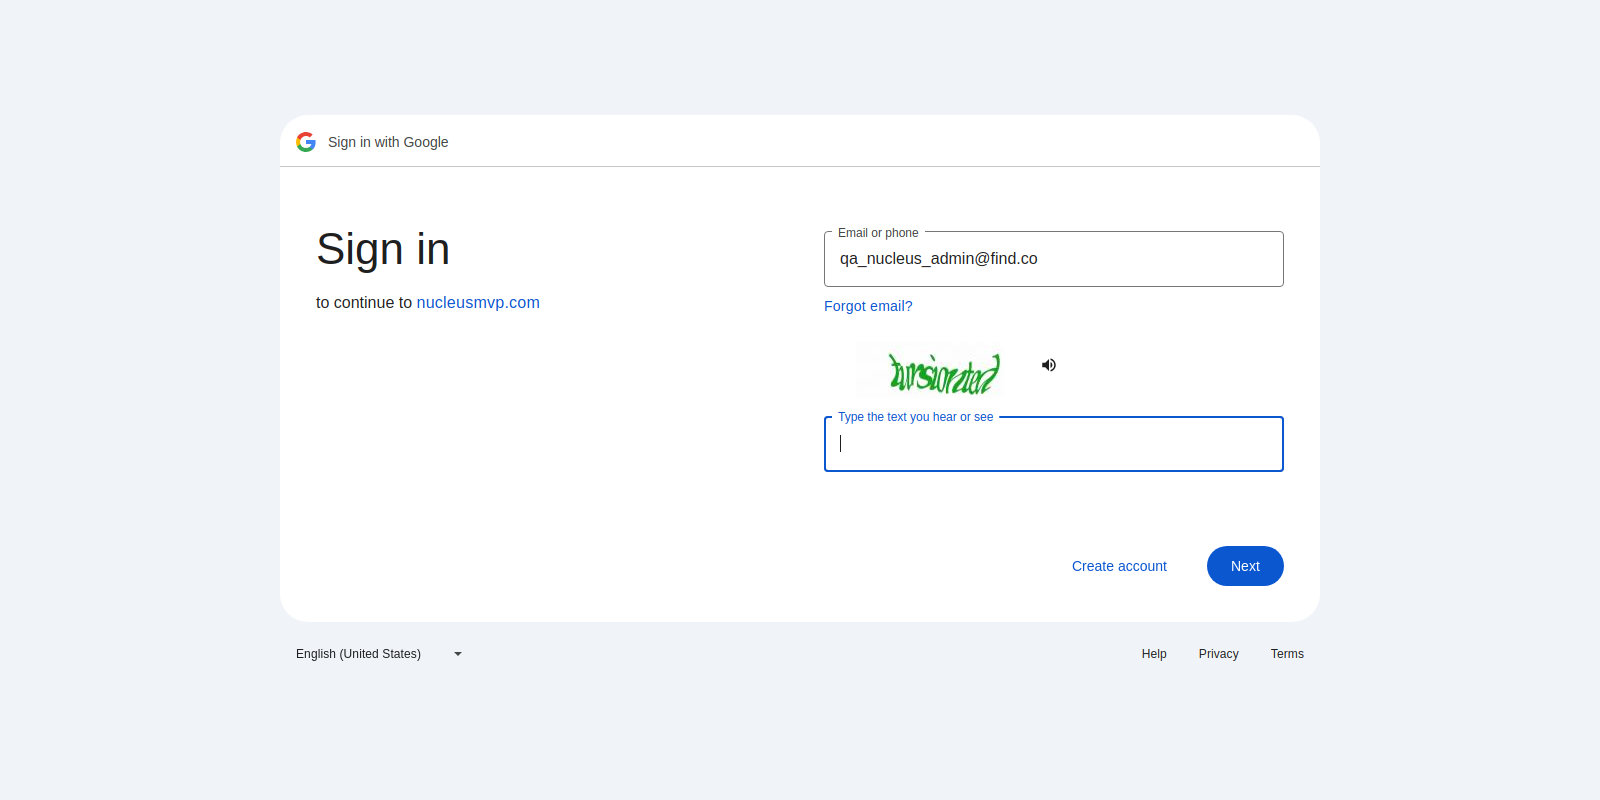 Sign in with Google
Sign in
to continue to nucleusmvp.com
Email or phone
qa_nucleus_admin@find.co
Forgot email?
Type the text you hear or see
Create account
Next
English (United States)
Help
Privacy
Terms